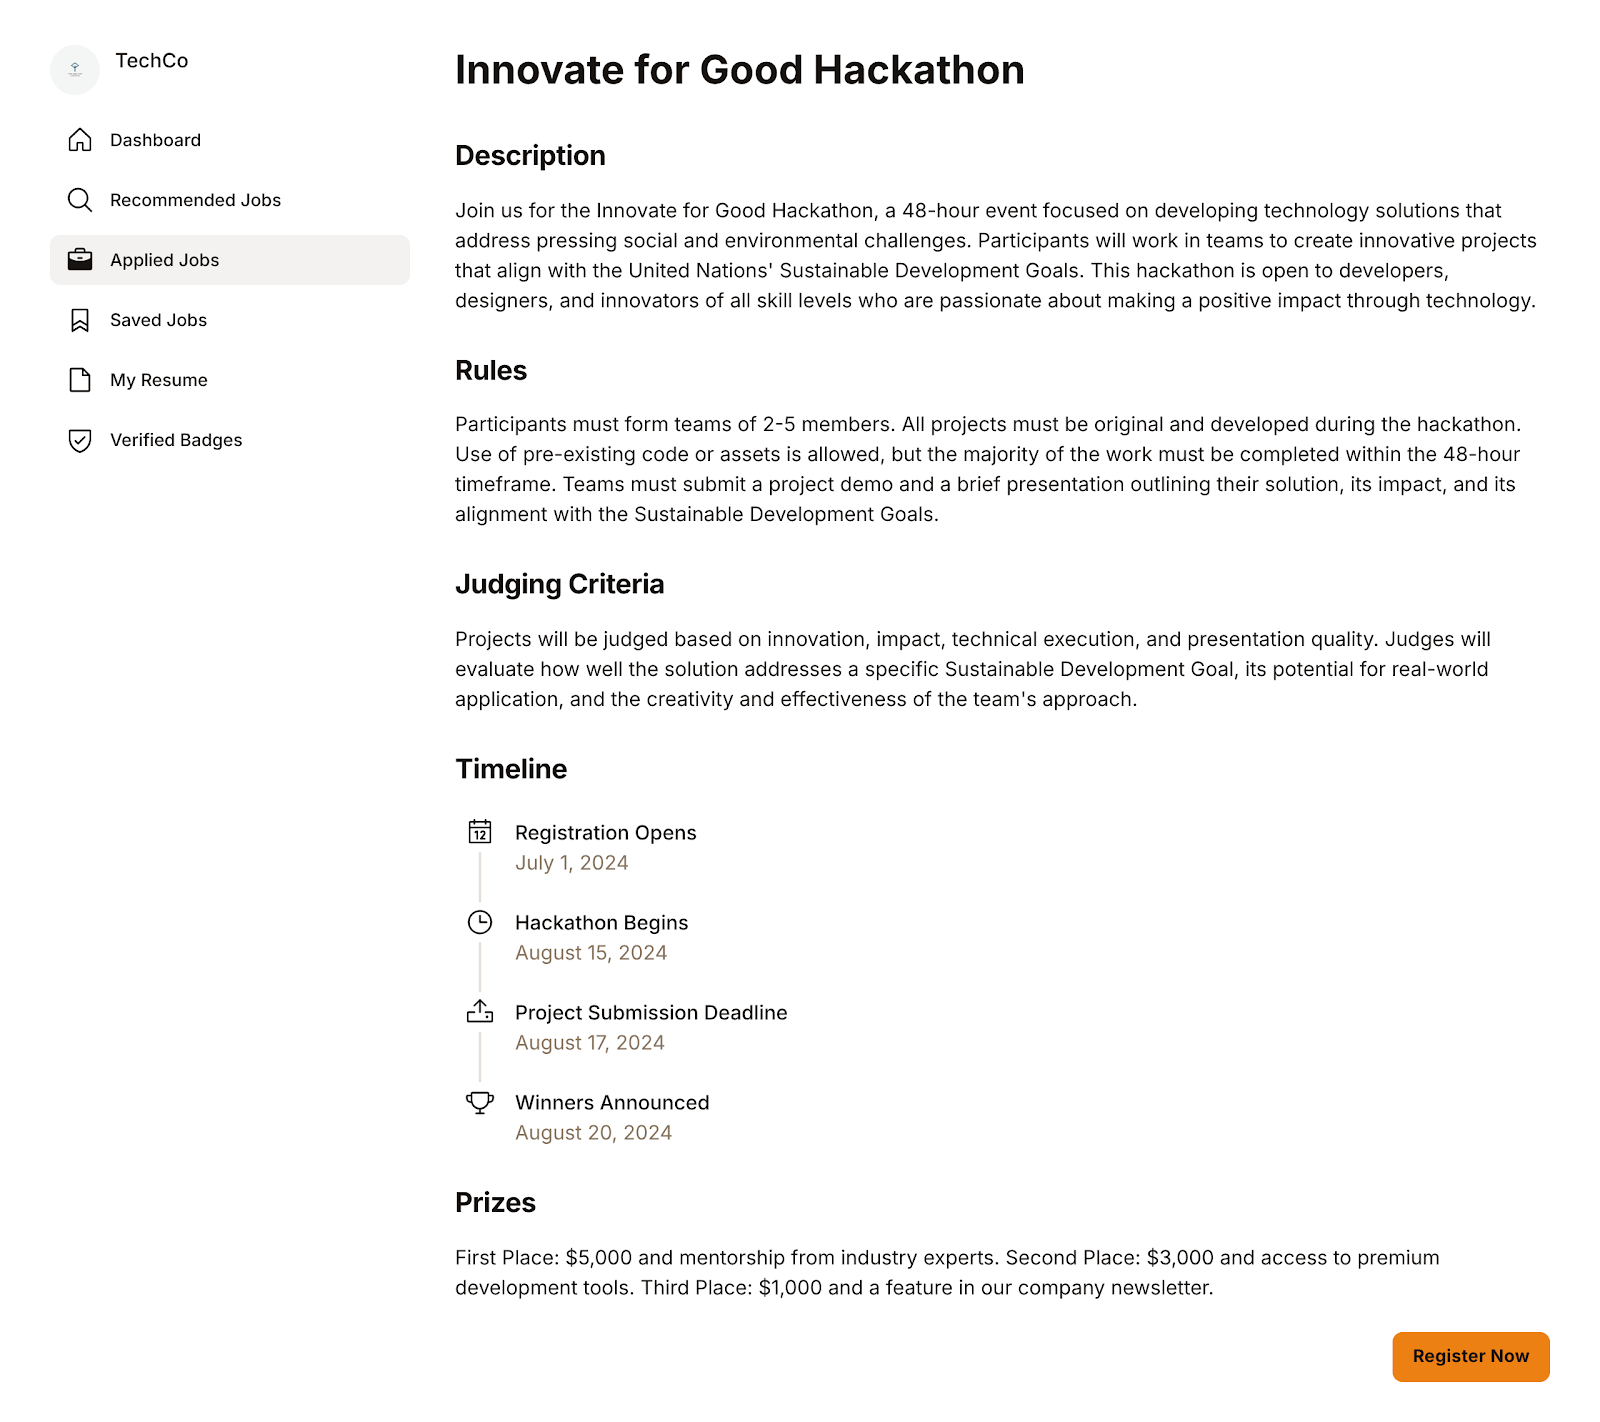 TechCo
Dashboard
Recommended Jobs
Applied Jobs
Saved Jobs
My Resume
Verified Badges
Innovate for Good Hackathon
Description
Join us for the Innovate for Good Hackathon, a 48-hour event focused on developing technology solutions that
address pressing social and environmental challenges. Participants will work in teams to create innovative projects
that align with the United Nations' Sustainable Development Goals. This hackathon is open to developers,
designers, and innovators of all skill levels who are passionate about making a positive impact through technology.
Rules
Participants must form teams of 2-5 members. All projects must be original and developed during the hackathon.
Use of pre-existing code or assets is allowed, but the majority of the work must be completed within the 48-hour
timeframe. Teams must submit a project demo and a brief presentation outlining their solution, its impact, and its
alignment with the Sustainable Development Goals.
Judging Criteria
Projects will be judged based on innovation, impact, technical execution, and presentation quality. Judges will
evaluate how well the solution addresses a specific Sustainable Development Goal, its potential for real-world
application, and the creativity and effectiveness of the team's approach.
Timeline
12
Registration Opens
July 1, 2024
Hackathon Begins
August 15, 2024
Project Submission Deadline
August 17, 2024
Winners Announced
August 20, 2024
Prizes
First Place: $5,000 and mentorship from industry experts. Second Place: $3,000 and access to premium
development tools. Third Place: $1,000 and a feature in our company newsletter.
Register Now